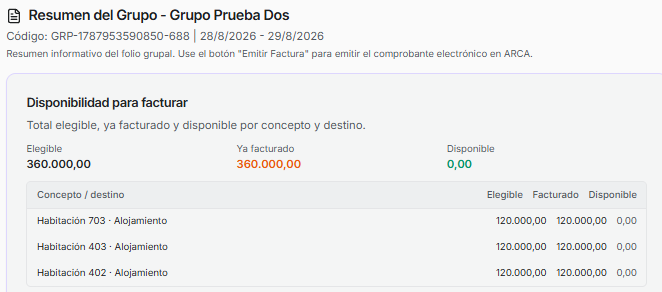 Resumen del Grupo - Grupo Prueba Dos
Código: GRP-1787953590850-688 | 28/8/2026 - 29/8/2026
Resumen informativo del folio grupal. Use el botón "Emitir Factura" para emitir el comprobante electrónico en ARCA.
Disponibilidad para facturar
Total elegible, ya facturado y disponible por concepto y destino.
Elegible Ya facturado Disponible
360.000,00 360.000,00 0,00
Concepto / destino Elegible Facturado Disponible
Habitación 703 · Alojamiento 120.000,00 120.000,00 0,00
Habitación 403 · Alojamiento 120.000,00 120.000,00 0,00
Habitación 402 · Alojamiento 120.000,00 120.000,00 0,00